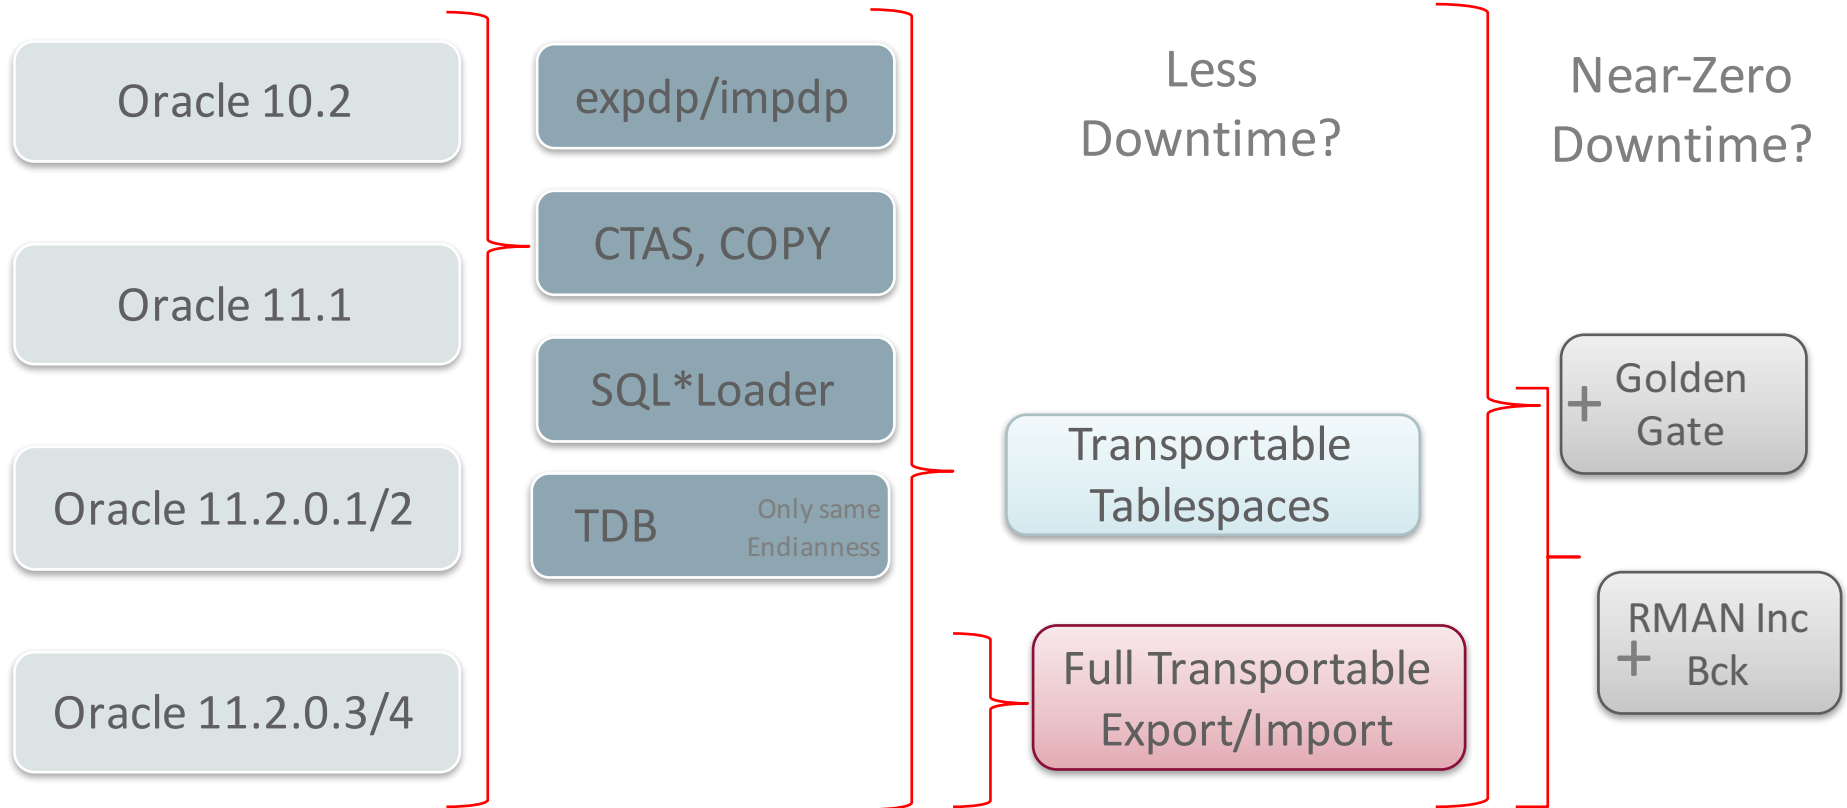 Oracle 10.2
Oracle 11.1
Oracle 11.2.0.1/2
Oracle 11.2.0.3/4
expdp/impdp
CTAS, COPY
SQL*Loader
TDB
Only same
Endianness
Less
Downtime?
Transportable
Tablespaces
Full Transportable
Export/Import
Near-Zero
Downtime?
+ Golden
Gate
RMAN Inc
+ Bck